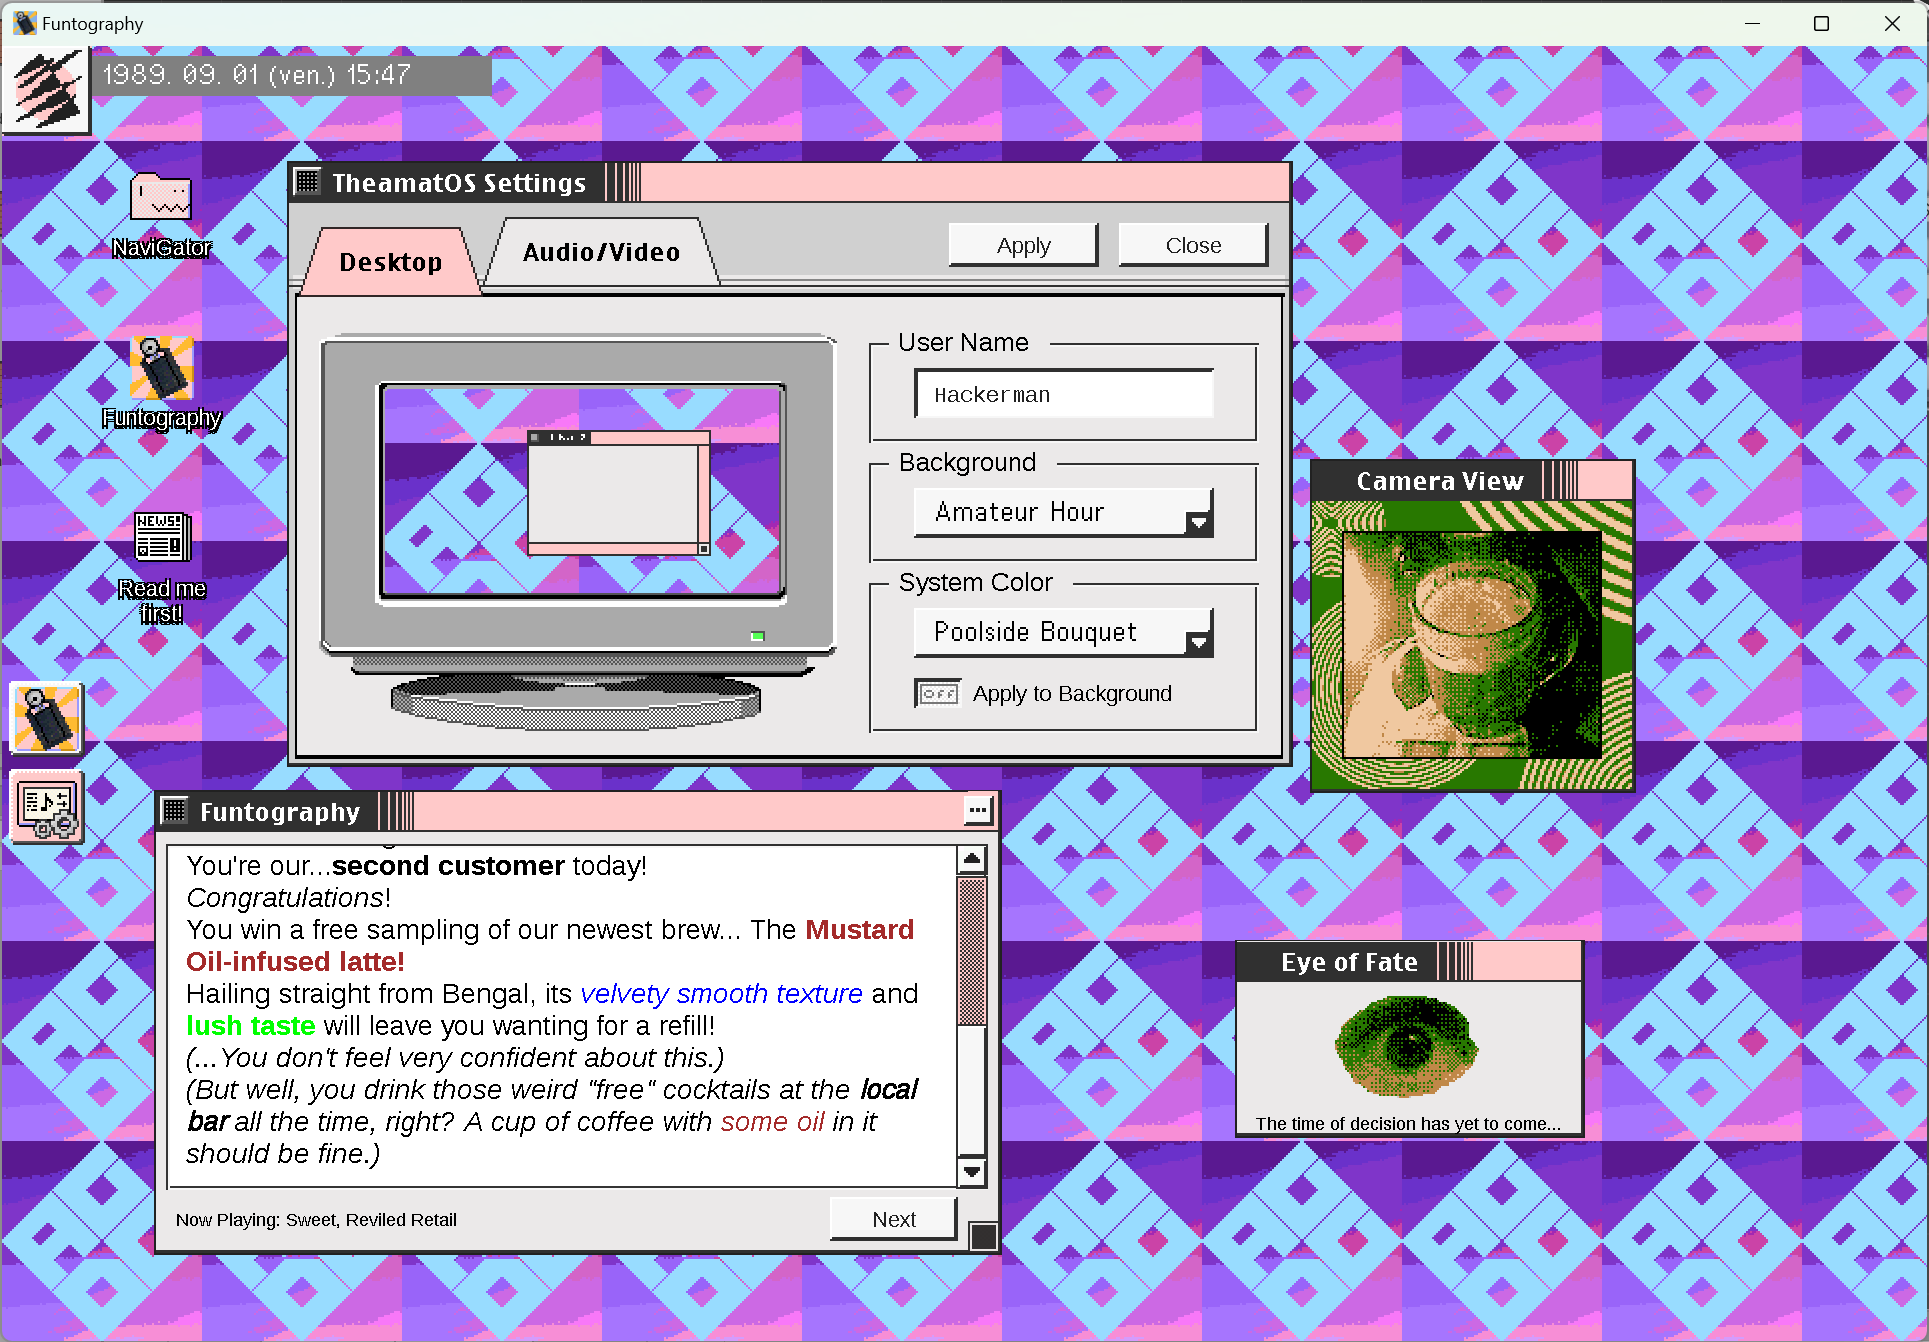 Funtography
1989. 09. 01 (ven.) 15:47
NaviGator
Funtography
NEWS!
Read me
first!
TheamatOS Settings
Desktop
Audio/Video
Apply
Close
User Name
Hackerman
Background
Amateur Hour
System Color
Poolside Bouquet
OFF
Apply to Background
Camera View
Funtography
...
You're our...second customer today!
Congratulations!
You win a free sampling of our newest brew... The Mustard
Oil-infused latte!
Hailing straight from Bengal, its velvety smooth texture and
lush taste will leave you wanting for a refill!
(...You don't feel very confident about this.)
(But well, you drink those weird "free" cocktails at the local
bar all the time, right? A cup of coffee with some oil in it
should be fine.)
Now Playing: Sweet, Reviled Retail
Next
Eye of Fate
The time of decision has yet to come...